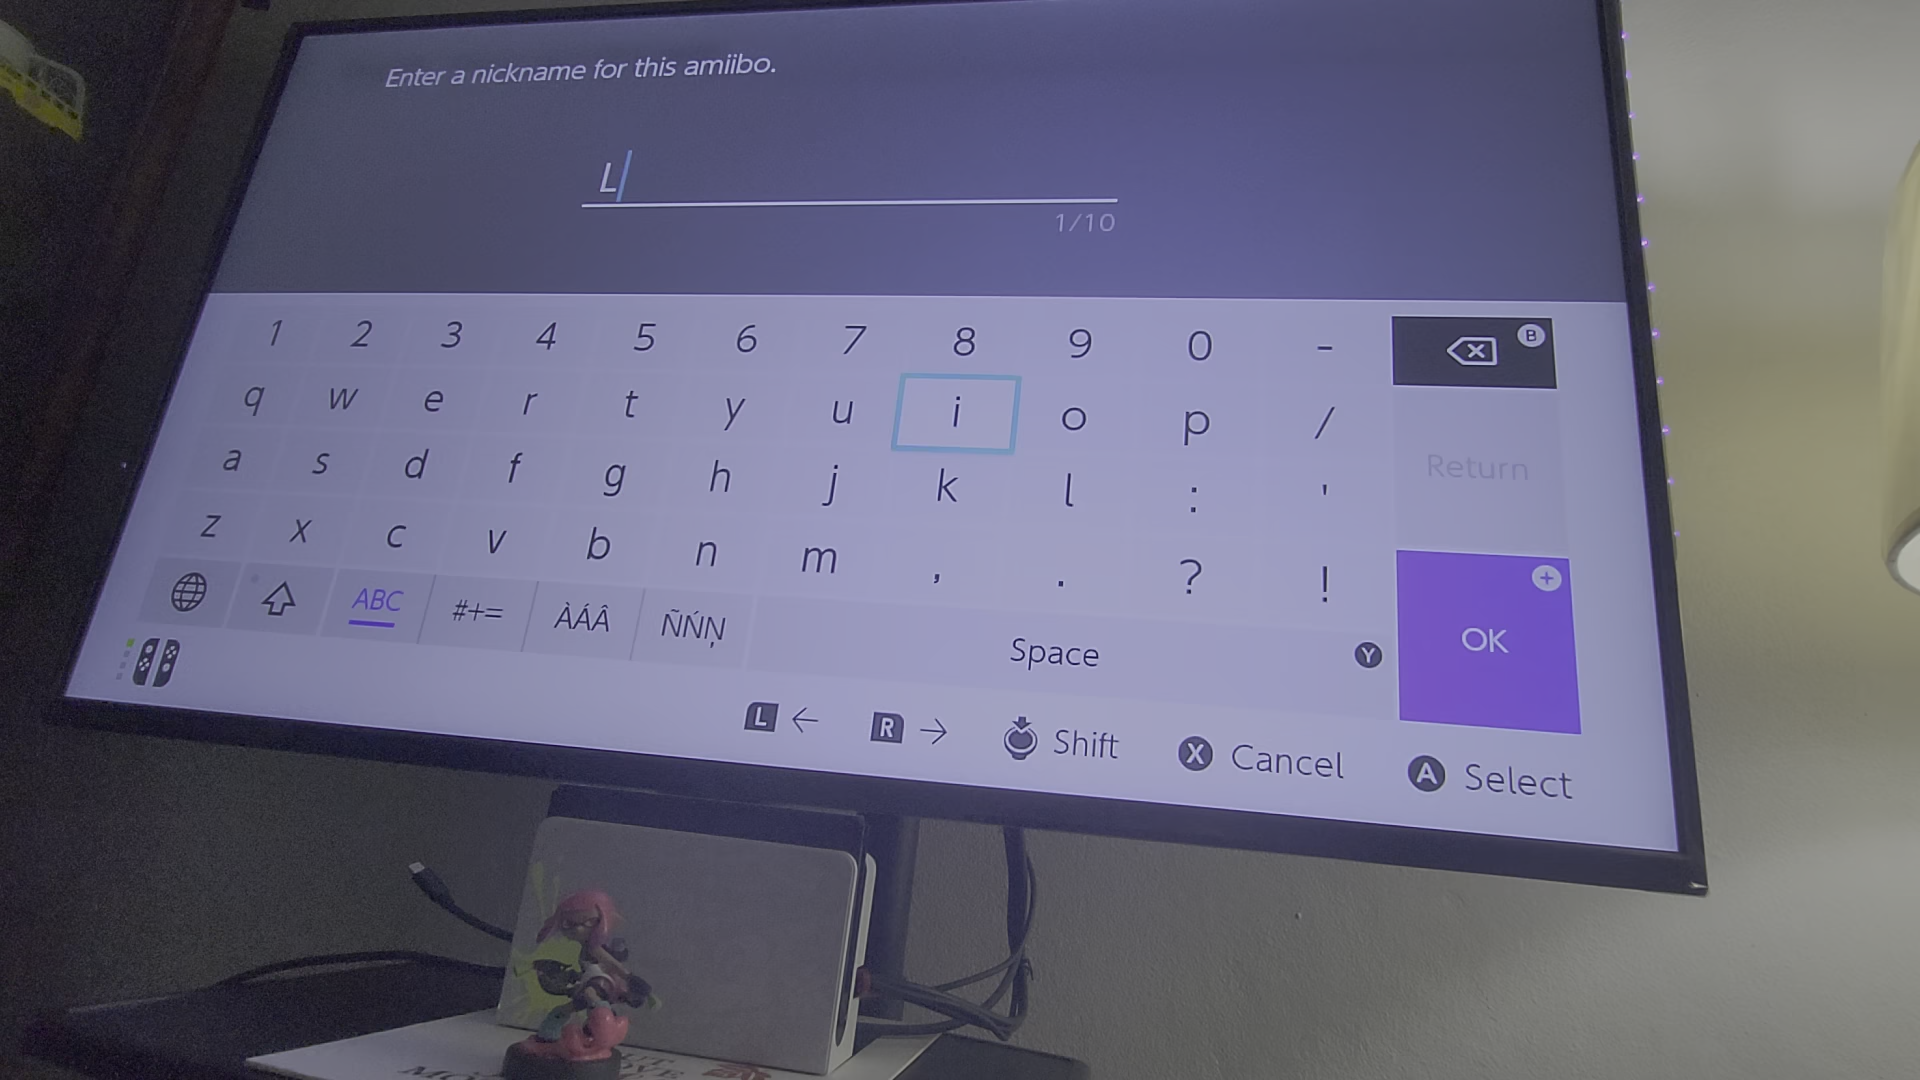 Enter a nickname for this amiibo.
L
1/10
1 2 3 4 5 6 7 8 9 0 - B
q w e r t y u i o p /
Return
a s d f g h j k l : '
z x c v b n m , . ? ! +
ABC #+= ÀÁÂ ÑŃŅ Space Y OK
L ← R → Shift X Cancel A Select